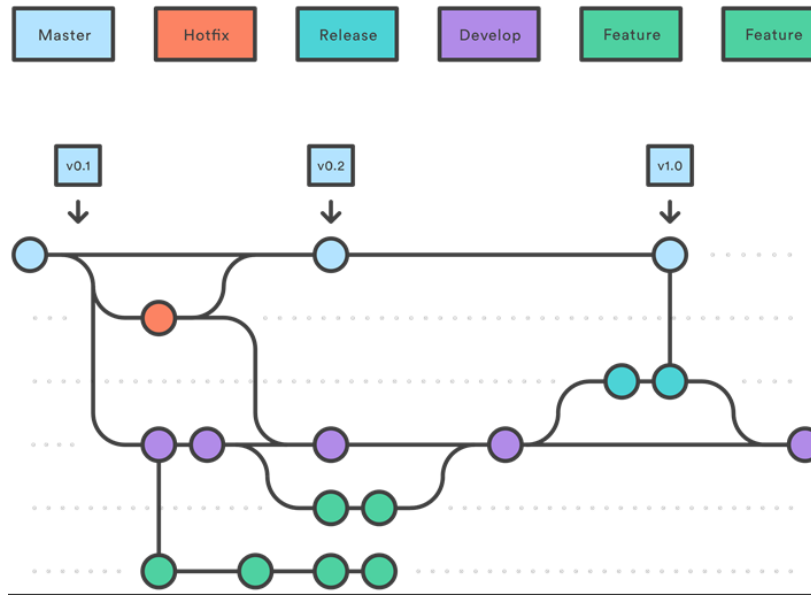 Master
Hotfix
Release
Develop
Feature
Feature
v0.1
v0.2
v1.0